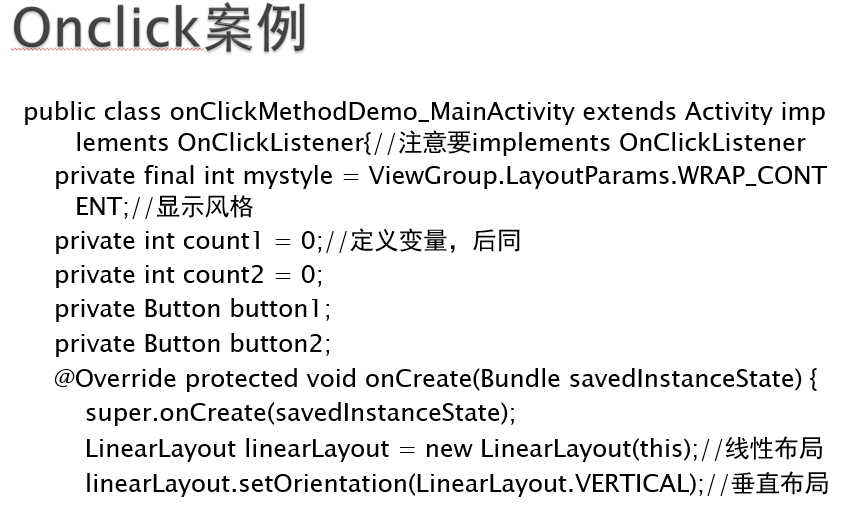 Onclick案例
public class onClickMethodDemo_MainActivity extends Activity imp
lements OnClickListener{//注意要implements OnClickListener
private final int mystyle = ViewGroup.LayoutParams.WRAP_CONT
ENT;//显示风格
private int count1 = 0;//定义变量，后同
private int count2 = 0;
private Button button1;
private Button button2;
@Override protected void onCreate(Bundle savedInstanceState) {
super.onCreate(savedInstanceState);
LinearLayout linearLayout = new LinearLayout(this);//线性布局
linearLayout.setOrientation(LinearLayout.VERTICAL);//垂直布局